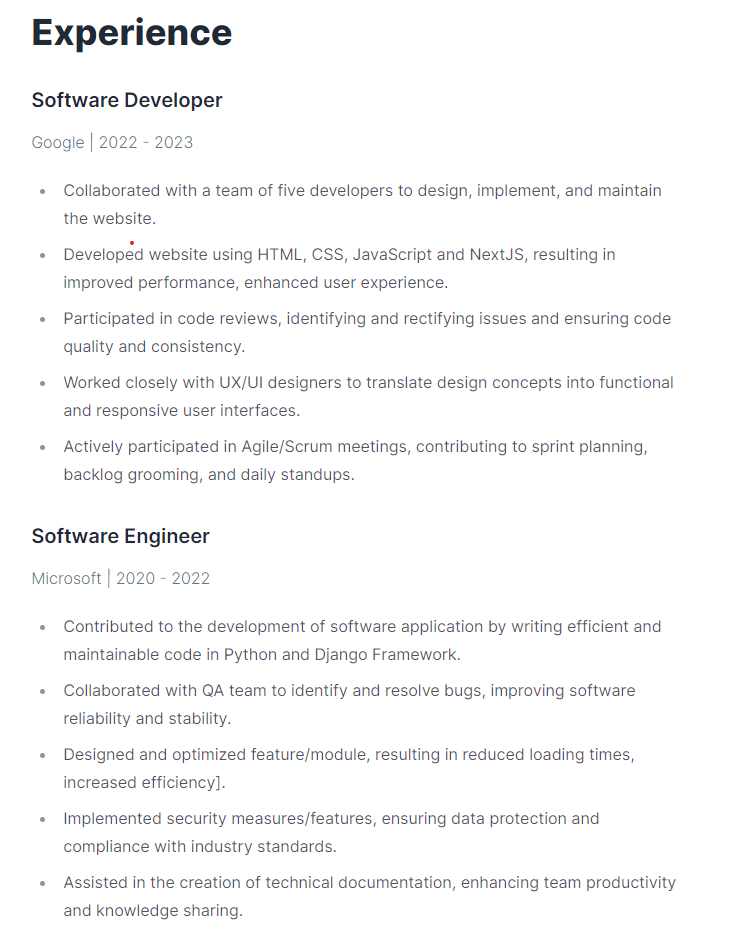 Experience
Software Developer
Google | 2022 - 2023
• Collaborated with a team of five developers to design, implement, and maintain
the website.
• Developed website using HTML, CSS, JavaScript and NextJS, resulting in
improved performance, enhanced user experience.
• Participated in code reviews, identifying and rectifying issues and ensuring code
quality and consistency.
• Worked closely with UX/UI designers to translate design concepts into functional
and responsive user interfaces.
• Actively participated in Agile/Scrum meetings, contributing to sprint planning,
backlog grooming, and daily standups.
Software Engineer
Microsoft | 2020 - 2022
• Contributed to the development of software application by writing efficient and
maintainable code in Python and Django Framework.
• Collaborated with QA team to identify and resolve bugs, improving software
reliability and stability.
• Designed and optimized feature/module, resulting in reduced loading times,
increased efficiency].
• Implemented security measures/features, ensuring data protection and
compliance with industry standards.
• Assisted in the creation of technical documentation, enhancing team productivity
and knowledge sharing.